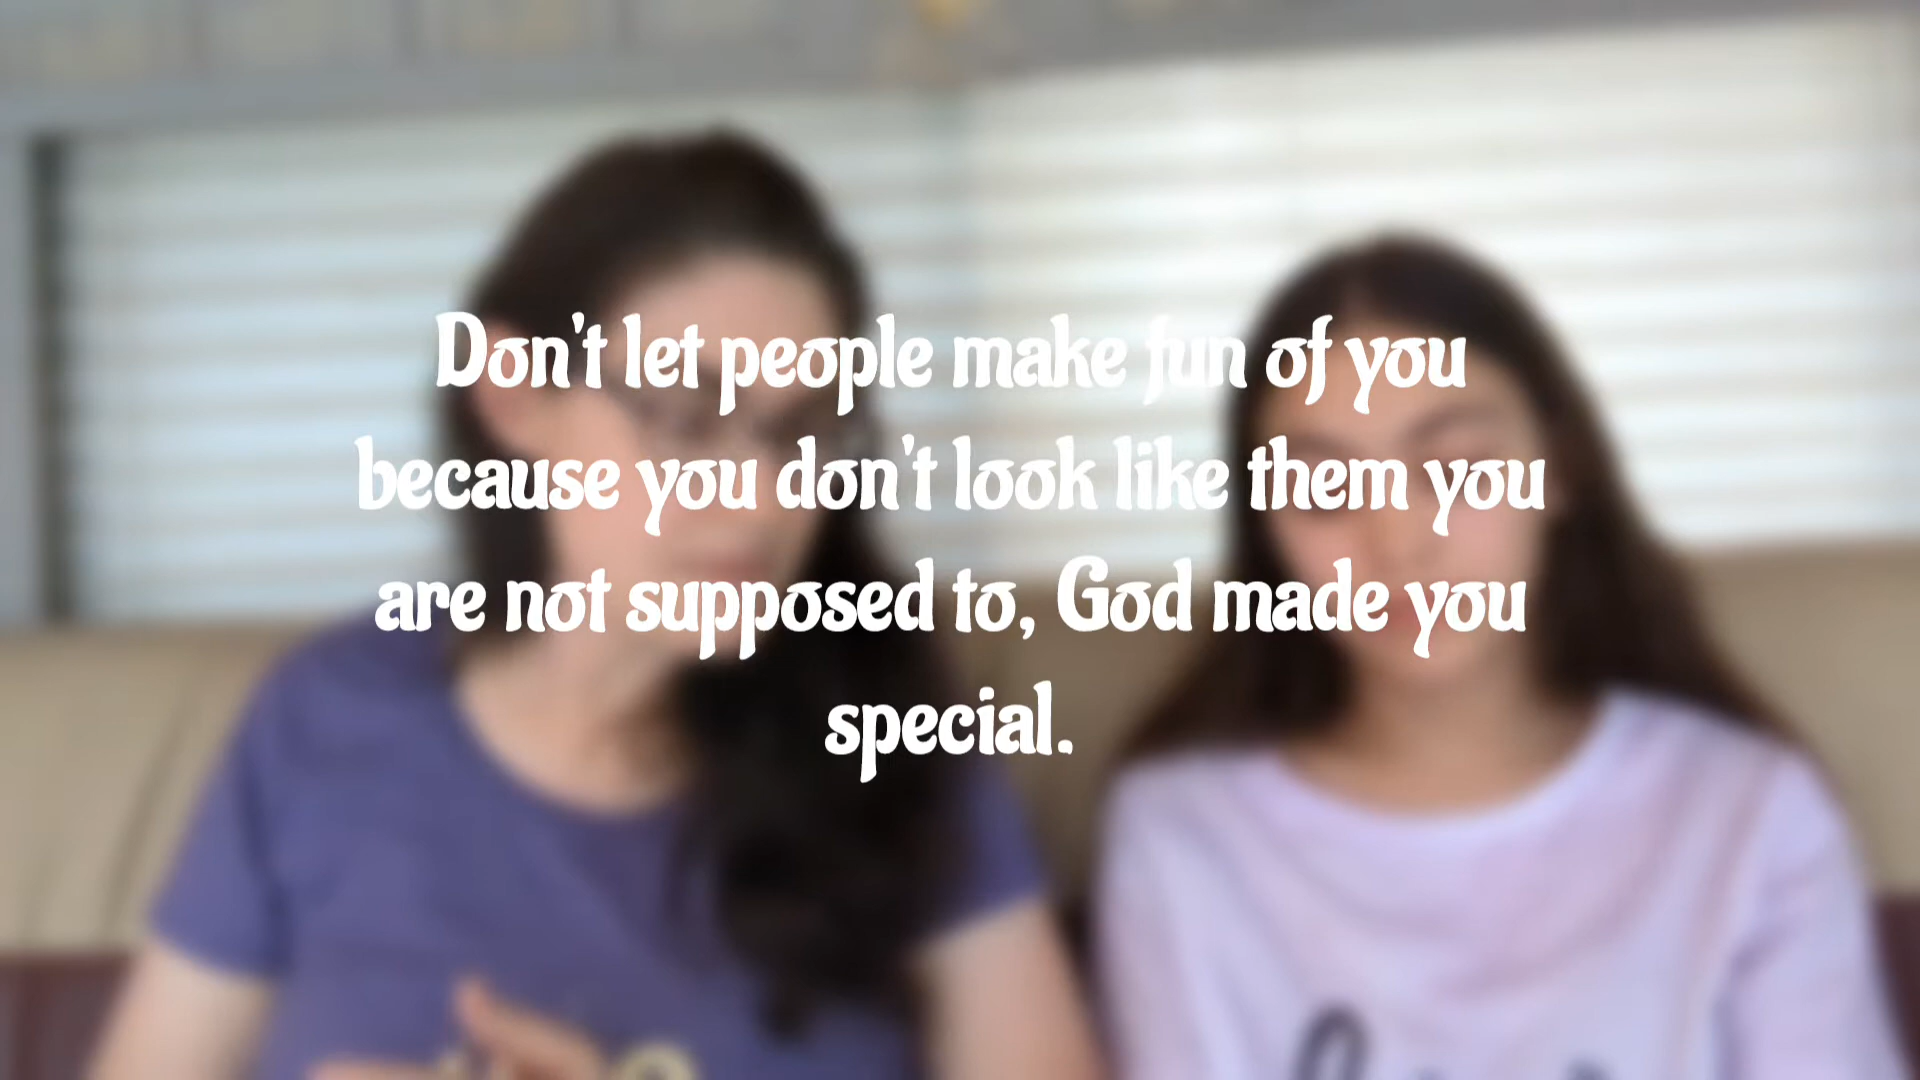 Don't let people make fun of you
because you don't look like them you
are not supposed to, God made you
special.